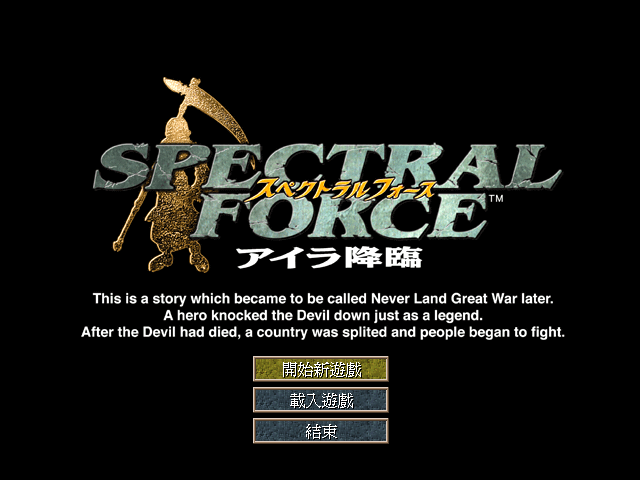 SPECTRAL
スペクトラルフォース
FORCE™
アイラ降臨
This is a story which became to be called Never Land Great War later.
A hero knocked the Devil down just as a legend.
After the Devil had died, a country was splited and people began to fight.
開始新遊戲
載入遊戲
結束